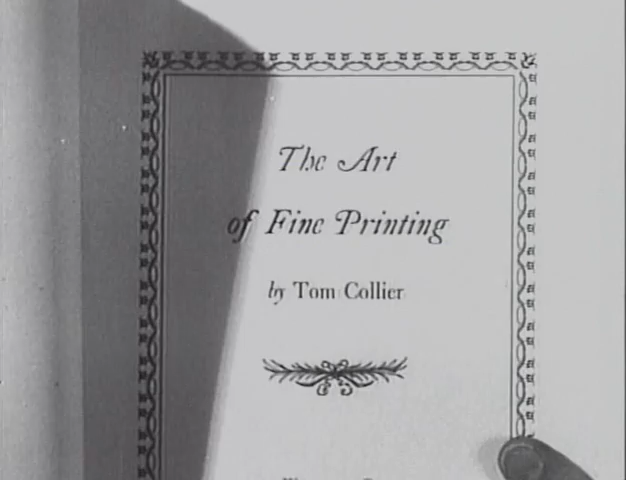 The Art
of Fine Printing
by Tom Collier